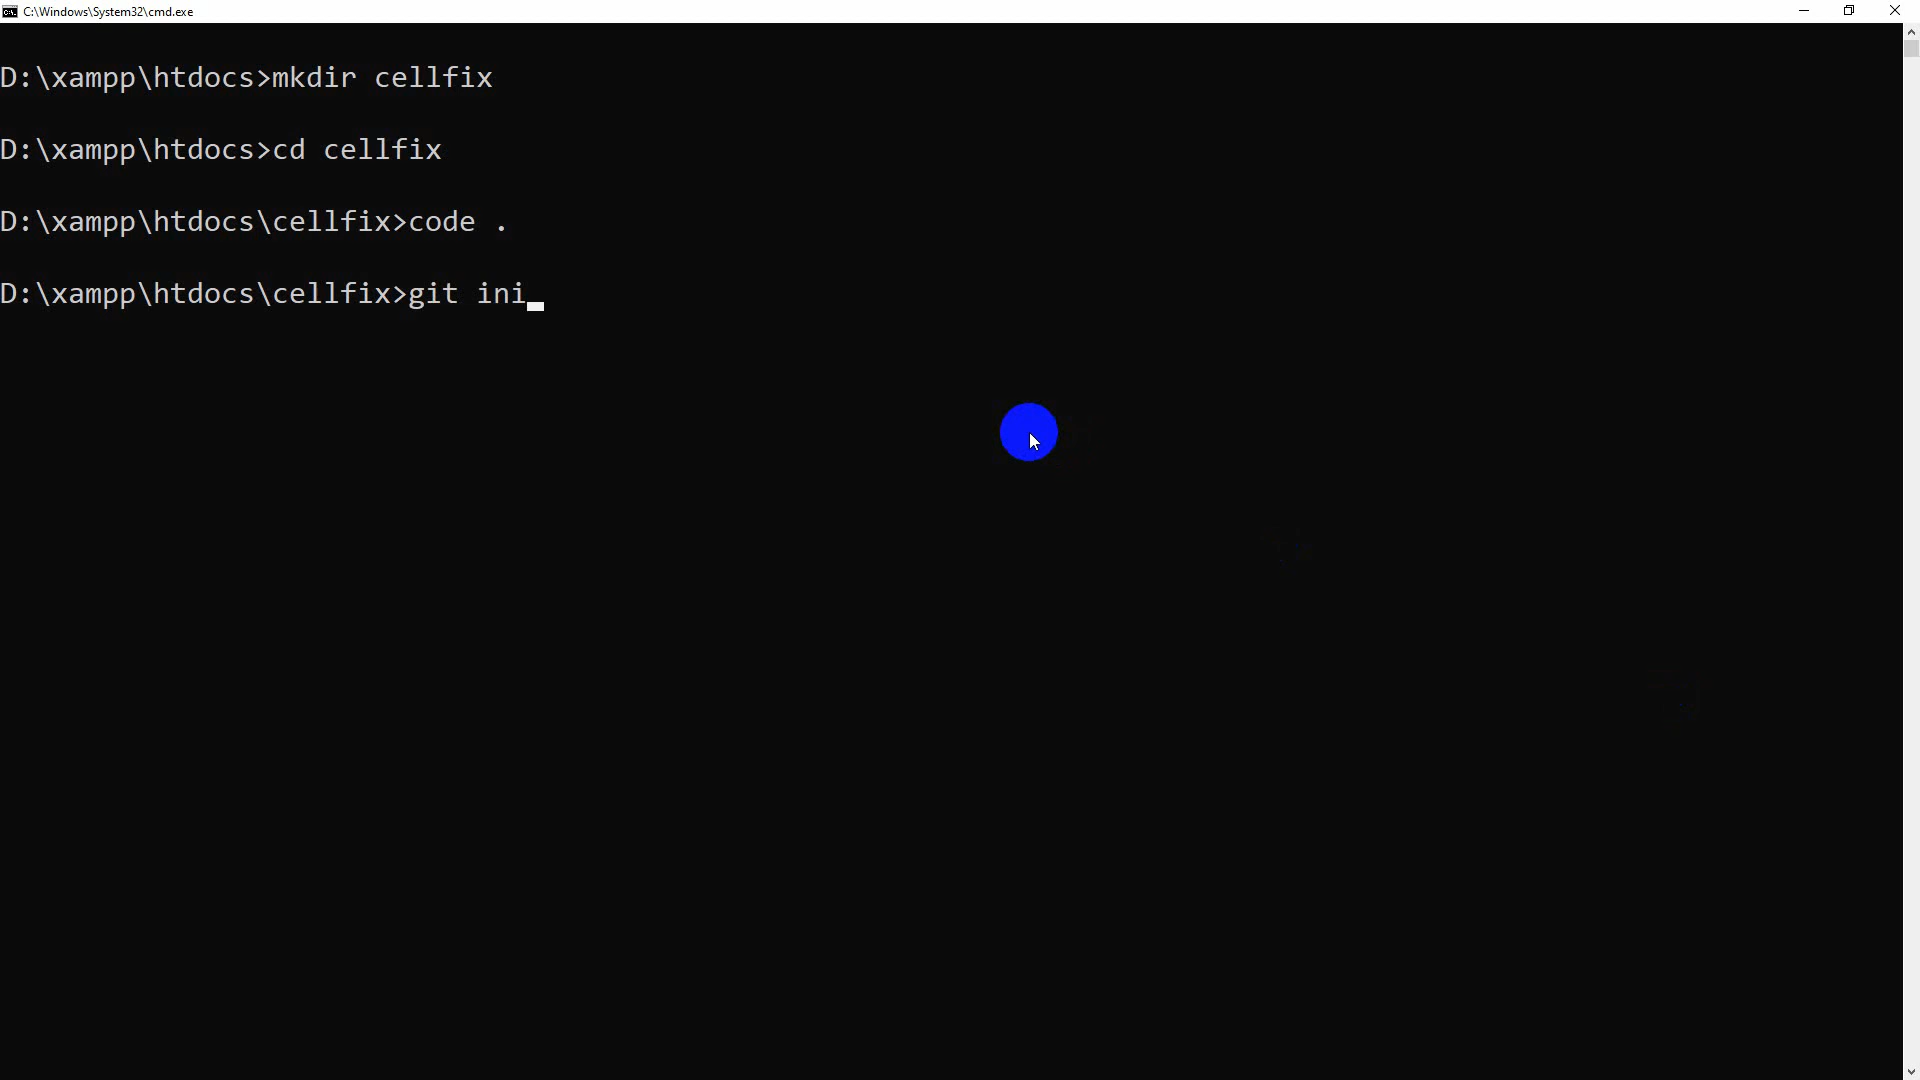 C:\Windows\System32\cmd.exe
D:\xampp\htdocs>mkdir cellfix
D:\xampp\htdocs>cd cellfix
D:\xampp\htdocs\cellfix>code .
D:\xampp\htdocs\cellfix>git ini